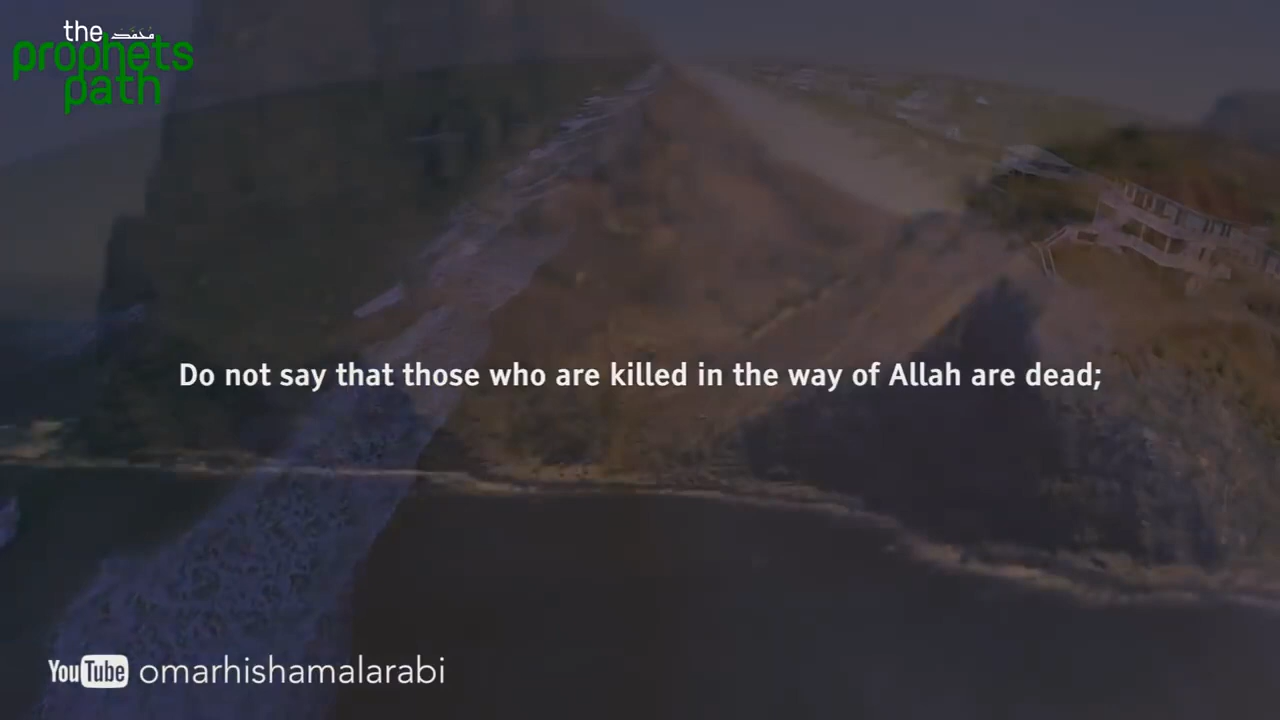 the محمد
prophets
path
Do not say that those who are killed in the way of Allah are dead;
YouTube omarhishamalarabi